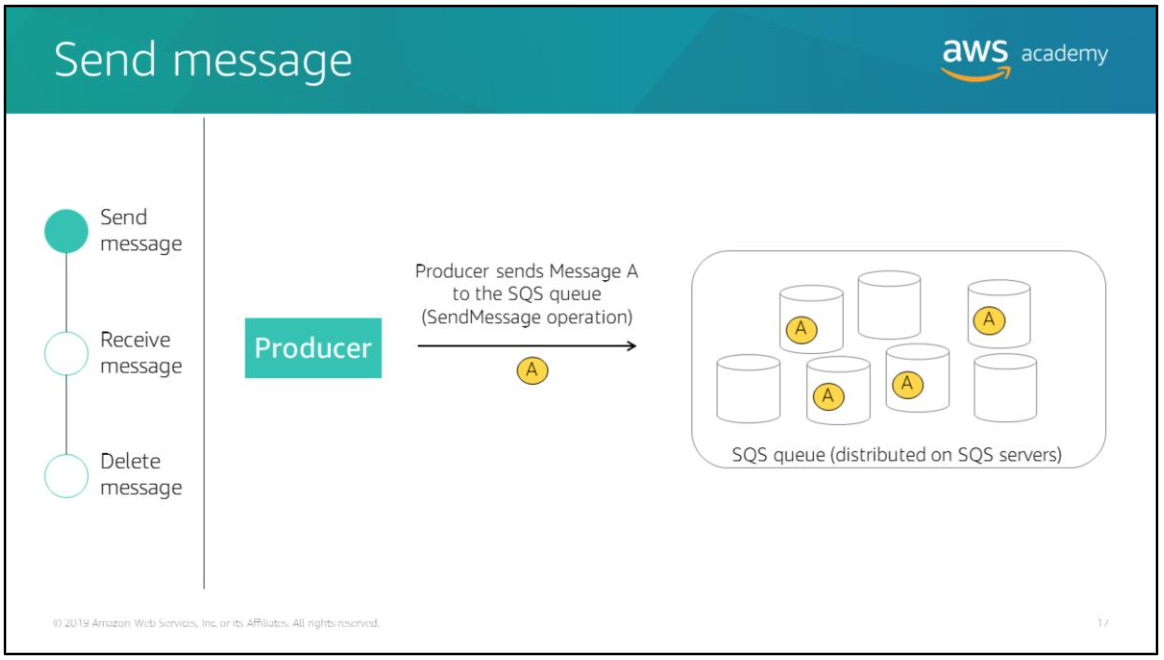 Send message
aws academy
Send
message
Receive
message
Delete
message
Producer
Producer sends Message A
to the SQS queue
(SendMessage operation)
A
A
A
A
A
SQS queue (distributed on SQS servers)
© 2019 Amazon Web Services, Inc. or its Affiliates. All rights reserved.
17